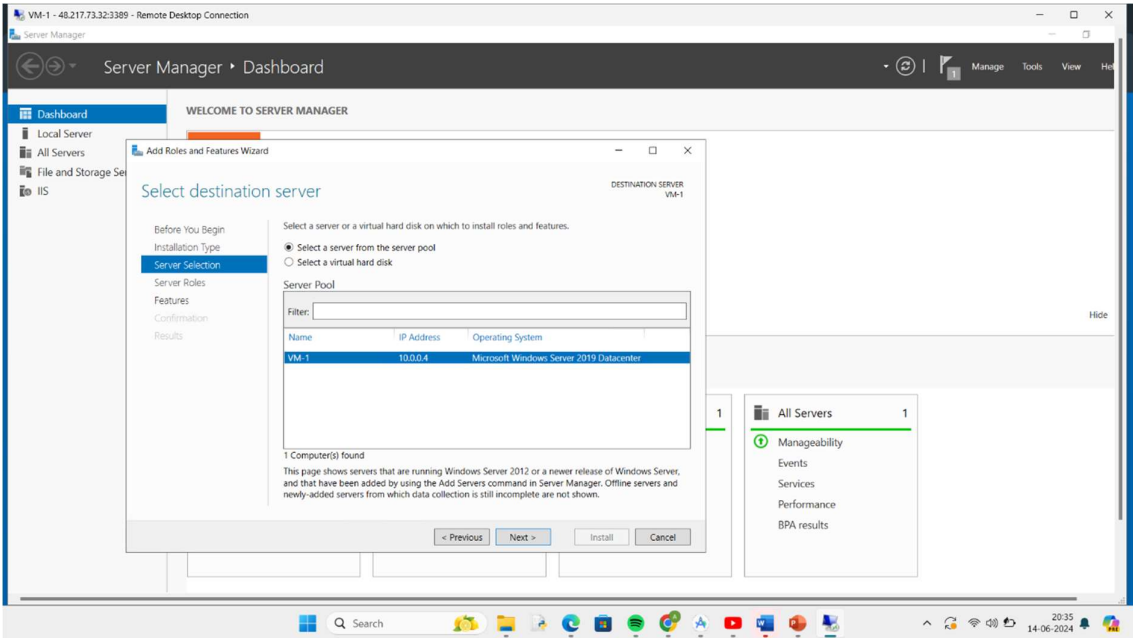 VM-1 - 48.217.73.32:3389 - Remote Desktop Connection
Server Manager
Server Manager ‣ Dashboard
1
Manage Tools View Hel
Dashboard
Local Server
All Servers
File and Storage Ser
IIS
WELCOME TO SERVER MANAGER
Add Roles and Features Wizard
Select destination server
DESTINATION SERVER
VM-1
Before You Begin
Installation Type
Server Selection
Server Roles
Features
Confirmation
Results
Select a server or a virtual hard disk on which to install roles and features.
Select a server from the server pool
Select a virtual hard disk
Server Pool
Filter:
Name IP Address Operating System
VM-1 10.0.0.4 Microsoft Windows Server 2019 Datacenter
1 Computer(s) found
This page shows servers that are running Windows Server 2012 or a newer release of Windows Server,
and that have been added by using the Add Servers command in Server Manager. Offline servers and
newly-added servers from which data collection is still incomplete are not shown.
< Previous Next > Install Cancel
Hide
1
All Servers 1
Manageability
Events
Services
Performance
BPA results
Search
20:35
14-06-2024
PRE